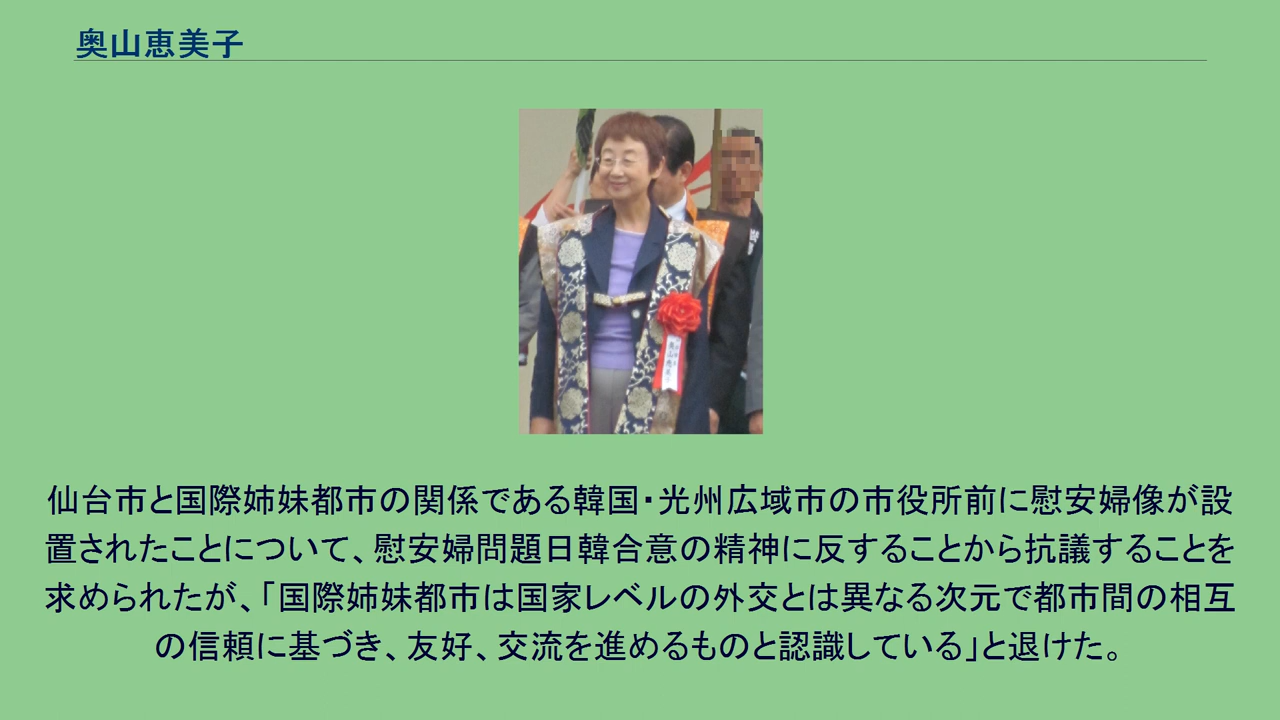 奥山恵美子
奥山恵美子
仙台市と国際姉妹都市の関係である韓国・光州広域市の市役所前に慰安婦像が設
置されたことについて、慰安婦問題日韓合意の精神に反することから抗議することを
求められたが、「国際姉妹都市は国家レベルの外交とは異なる次元で都市間の相互
の信頼に基づき、友好、交流を進めるものと認識している」と退けた。